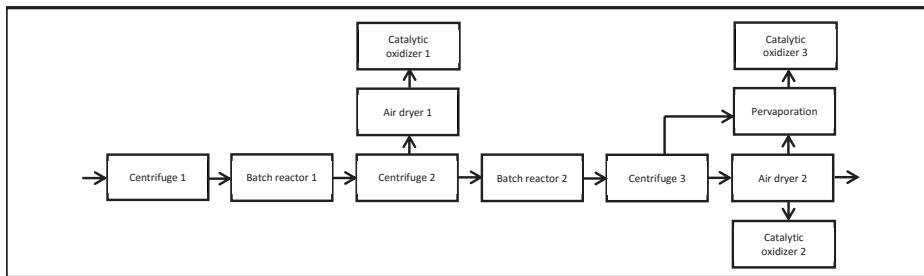 Catalytic
oxidizer 1
Catalytic
oxidizer 3
Air dryer 1
Pervaporation
Centrifuge 1
Batch reactor 1
Centrifuge 2
Batch reactor 2
Centrifuge 3
Air dryer 2
Catalytic
oxidizer 2